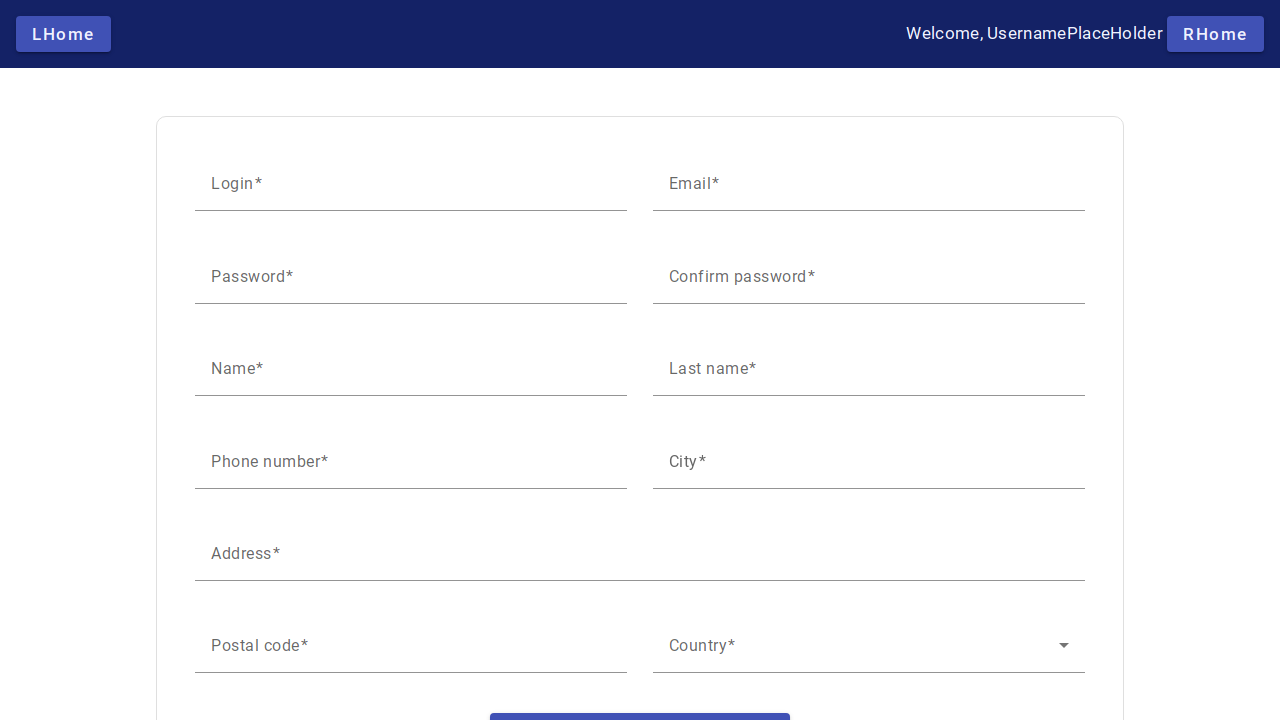 LHome
Welcome, UsernamePlaceHolder RHome
Login*
Email*
Password*
Confirm password*
Name*
Last name*
Phone number*
City*
Address*
Postal code*
Country*